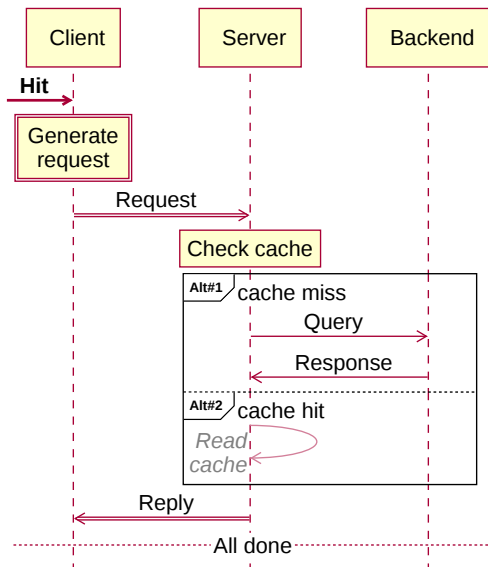 Client Server Backend
Hit
Generate
request
Request
Check cache
Alt#1 cache miss
Query
Response
Alt#2 cache hit
Read
cache
Reply
All done